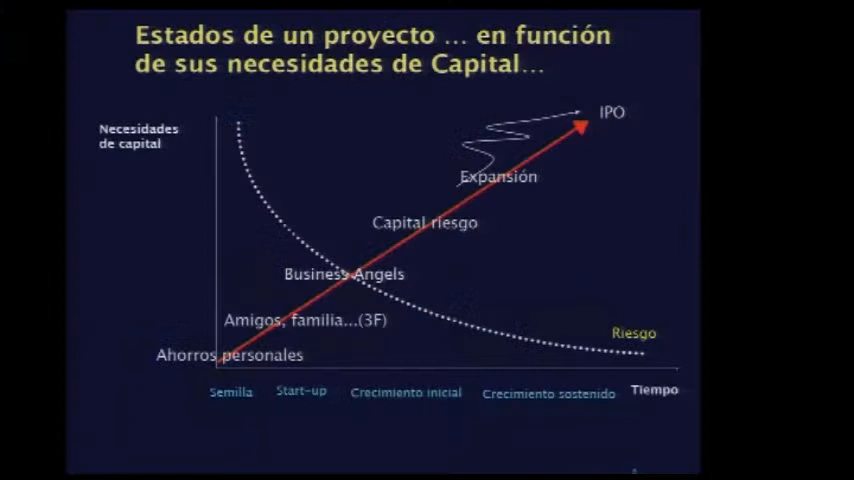 Estados de un proyecto ... en función
de sus necesidades de Capital...
Necesidades
de capital
IPO
Expansión
Capital riesgo
Business Angels
Amigos, familia...(3F)
Riesgo
Ahorros personales
Semilla
Start-up
Crecimiento inicial
Crecimiento sostenido
Tiempo